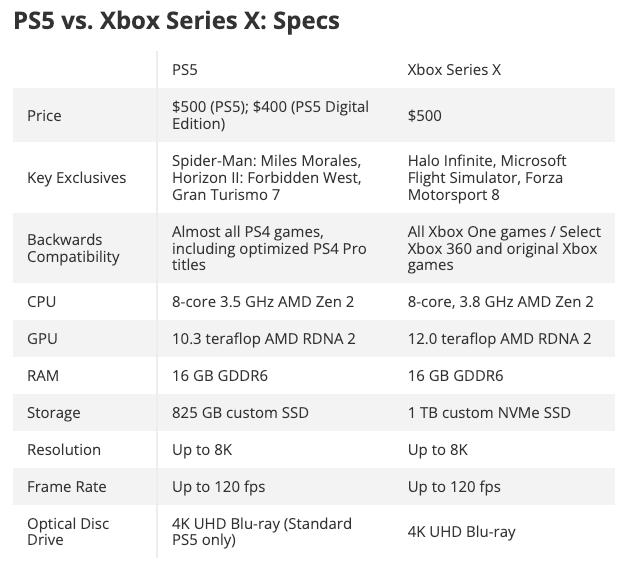 PS5 vs. Xbox Series X: Specs
PS5
Xbox Series X
Price
$500 (PS5); $400 (PS5 Digital
Edition)
$500
Key Exclusives
Spider-Man: Miles Morales,
Horizon II: Forbidden West,
Gran Turismo 7
Halo Infinite, Microsoft
Flight Simulator, Forza
Motorsport 8
Backwards
Compatibility
Almost all PS4 games,
including optimized PS4 Pro
titles
All Xbox One games / Select
Xbox 360 and original Xbox
games
CPU
8-core 3.5 GHz AMD Zen 2
8-core, 3.8 GHz AMD Zen 2
GPU
10.3 teraflop AMD RDNA 2
12.0 teraflop AMD RDNA 2
RAM
16 GB GDDR6
16 GB GDDR6
Storage
825 GB custom SSD
1 TB custom NVMe SSD
Resolution
Up to 8K
Up to 8K
Frame Rate
Up to 120 fps
Up to 120 fps
Optical Disc
Drive
4K UHD Blu-ray (Standard
PS5 only)
4K UHD Blu-ray